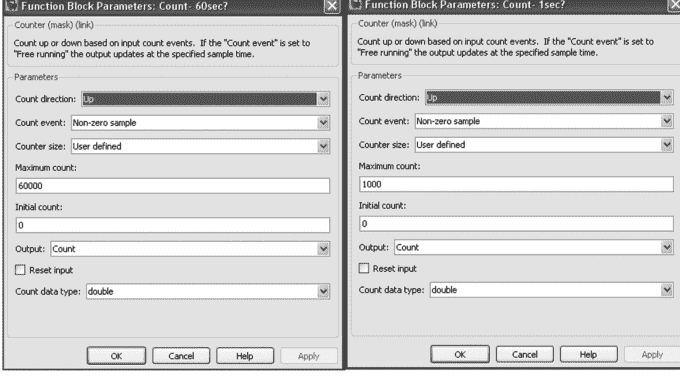 Function Block Parameters: Count- 60sec?
Counter (mask) (link)
Count up or down based on input count events. If the "Count event" is set to
"Free running" the output updates at the specified sample time.
Parameters
Count direction: Up
Count event: Non-zero sample
Counter size: User defined
Maximum count:
60000
Initial count:
0
Output: Count
Reset input
Count data type: double
OK Cancel Help Apply
Function Block Parameters: Count- 1sec?
Counter (mask) (link)
Count up or down based on input count events. If the "Count event" is set to
"Free running" the output updates at the specified sample time.
Parameters
Count direction: Up
Count event: Non-zero sample
Counter size: User defined
Maximum count:
1000
Initial count:
0
Output: Count
Reset input
Count data type: double
OK Cancel Help Apply